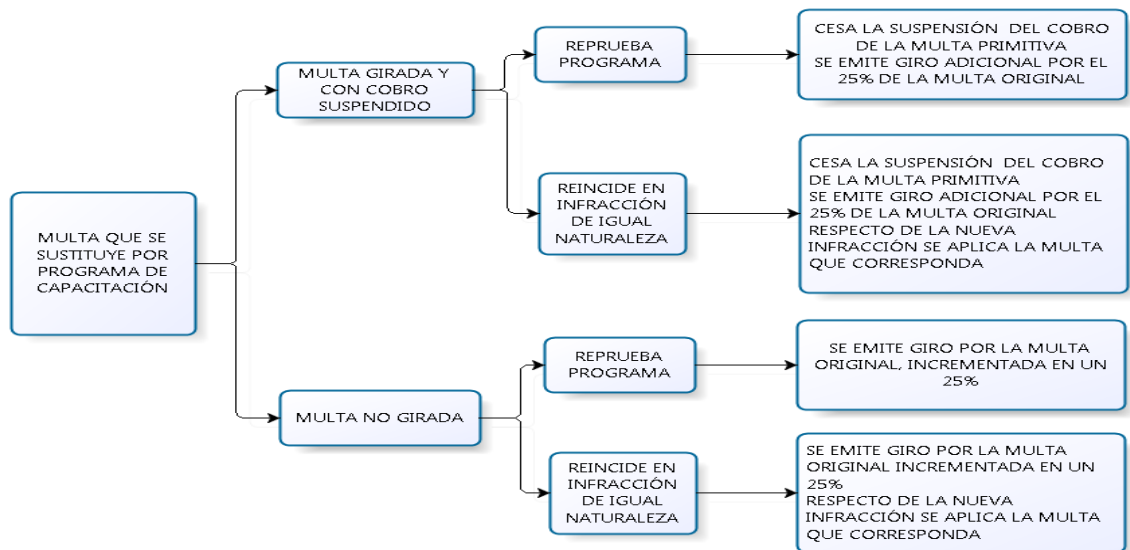 MULTA QUE SE
SUSTITUYE POR
PROGRAMA DE
CAPACITACIÓN
MULTA GIRADA Y
CON COBRO
SUSPENDIDO
REPRUEBA
PROGRAMA
CESA LA SUSPENSIÓN DEL COBRO
DE LA MULTA PRIMITIVA
SE EMITE GIRO ADICIONAL POR EL
25% DE LA MULTA ORIGINAL
REINCIDE EN
INFRACCIÓN
DE IGUAL
NATURALEZA
CESA LA SUSPENSIÓN DEL COBRO
DE LA MULTA PRIMITIVA
SE EMITE GIRO ADICIONAL POR EL
25% DE LA MULTA ORIGINAL
RESPECTO DE LA NUEVA
INFRACCIÓN SE APLICA LA MULTA
QUE CORRESPONDA
MULTA NO GIRADA
REPRUEBA
PROGRAMA
SE EMITE GIRO POR LA MULTA
ORIGINAL, INCREMENTADA EN UN
25%
REINCIDE EN
INFRACCIÓN
DE IGUAL
NATURALEZA
SE EMITE GIRO POR LA MULTA
ORIGINAL INCREMENTADA EN UN
25%
RESPECTO DE LA NUEVA
INFRACCIÓN SE APLICA LA MULTA
QUE CORRESPONDA